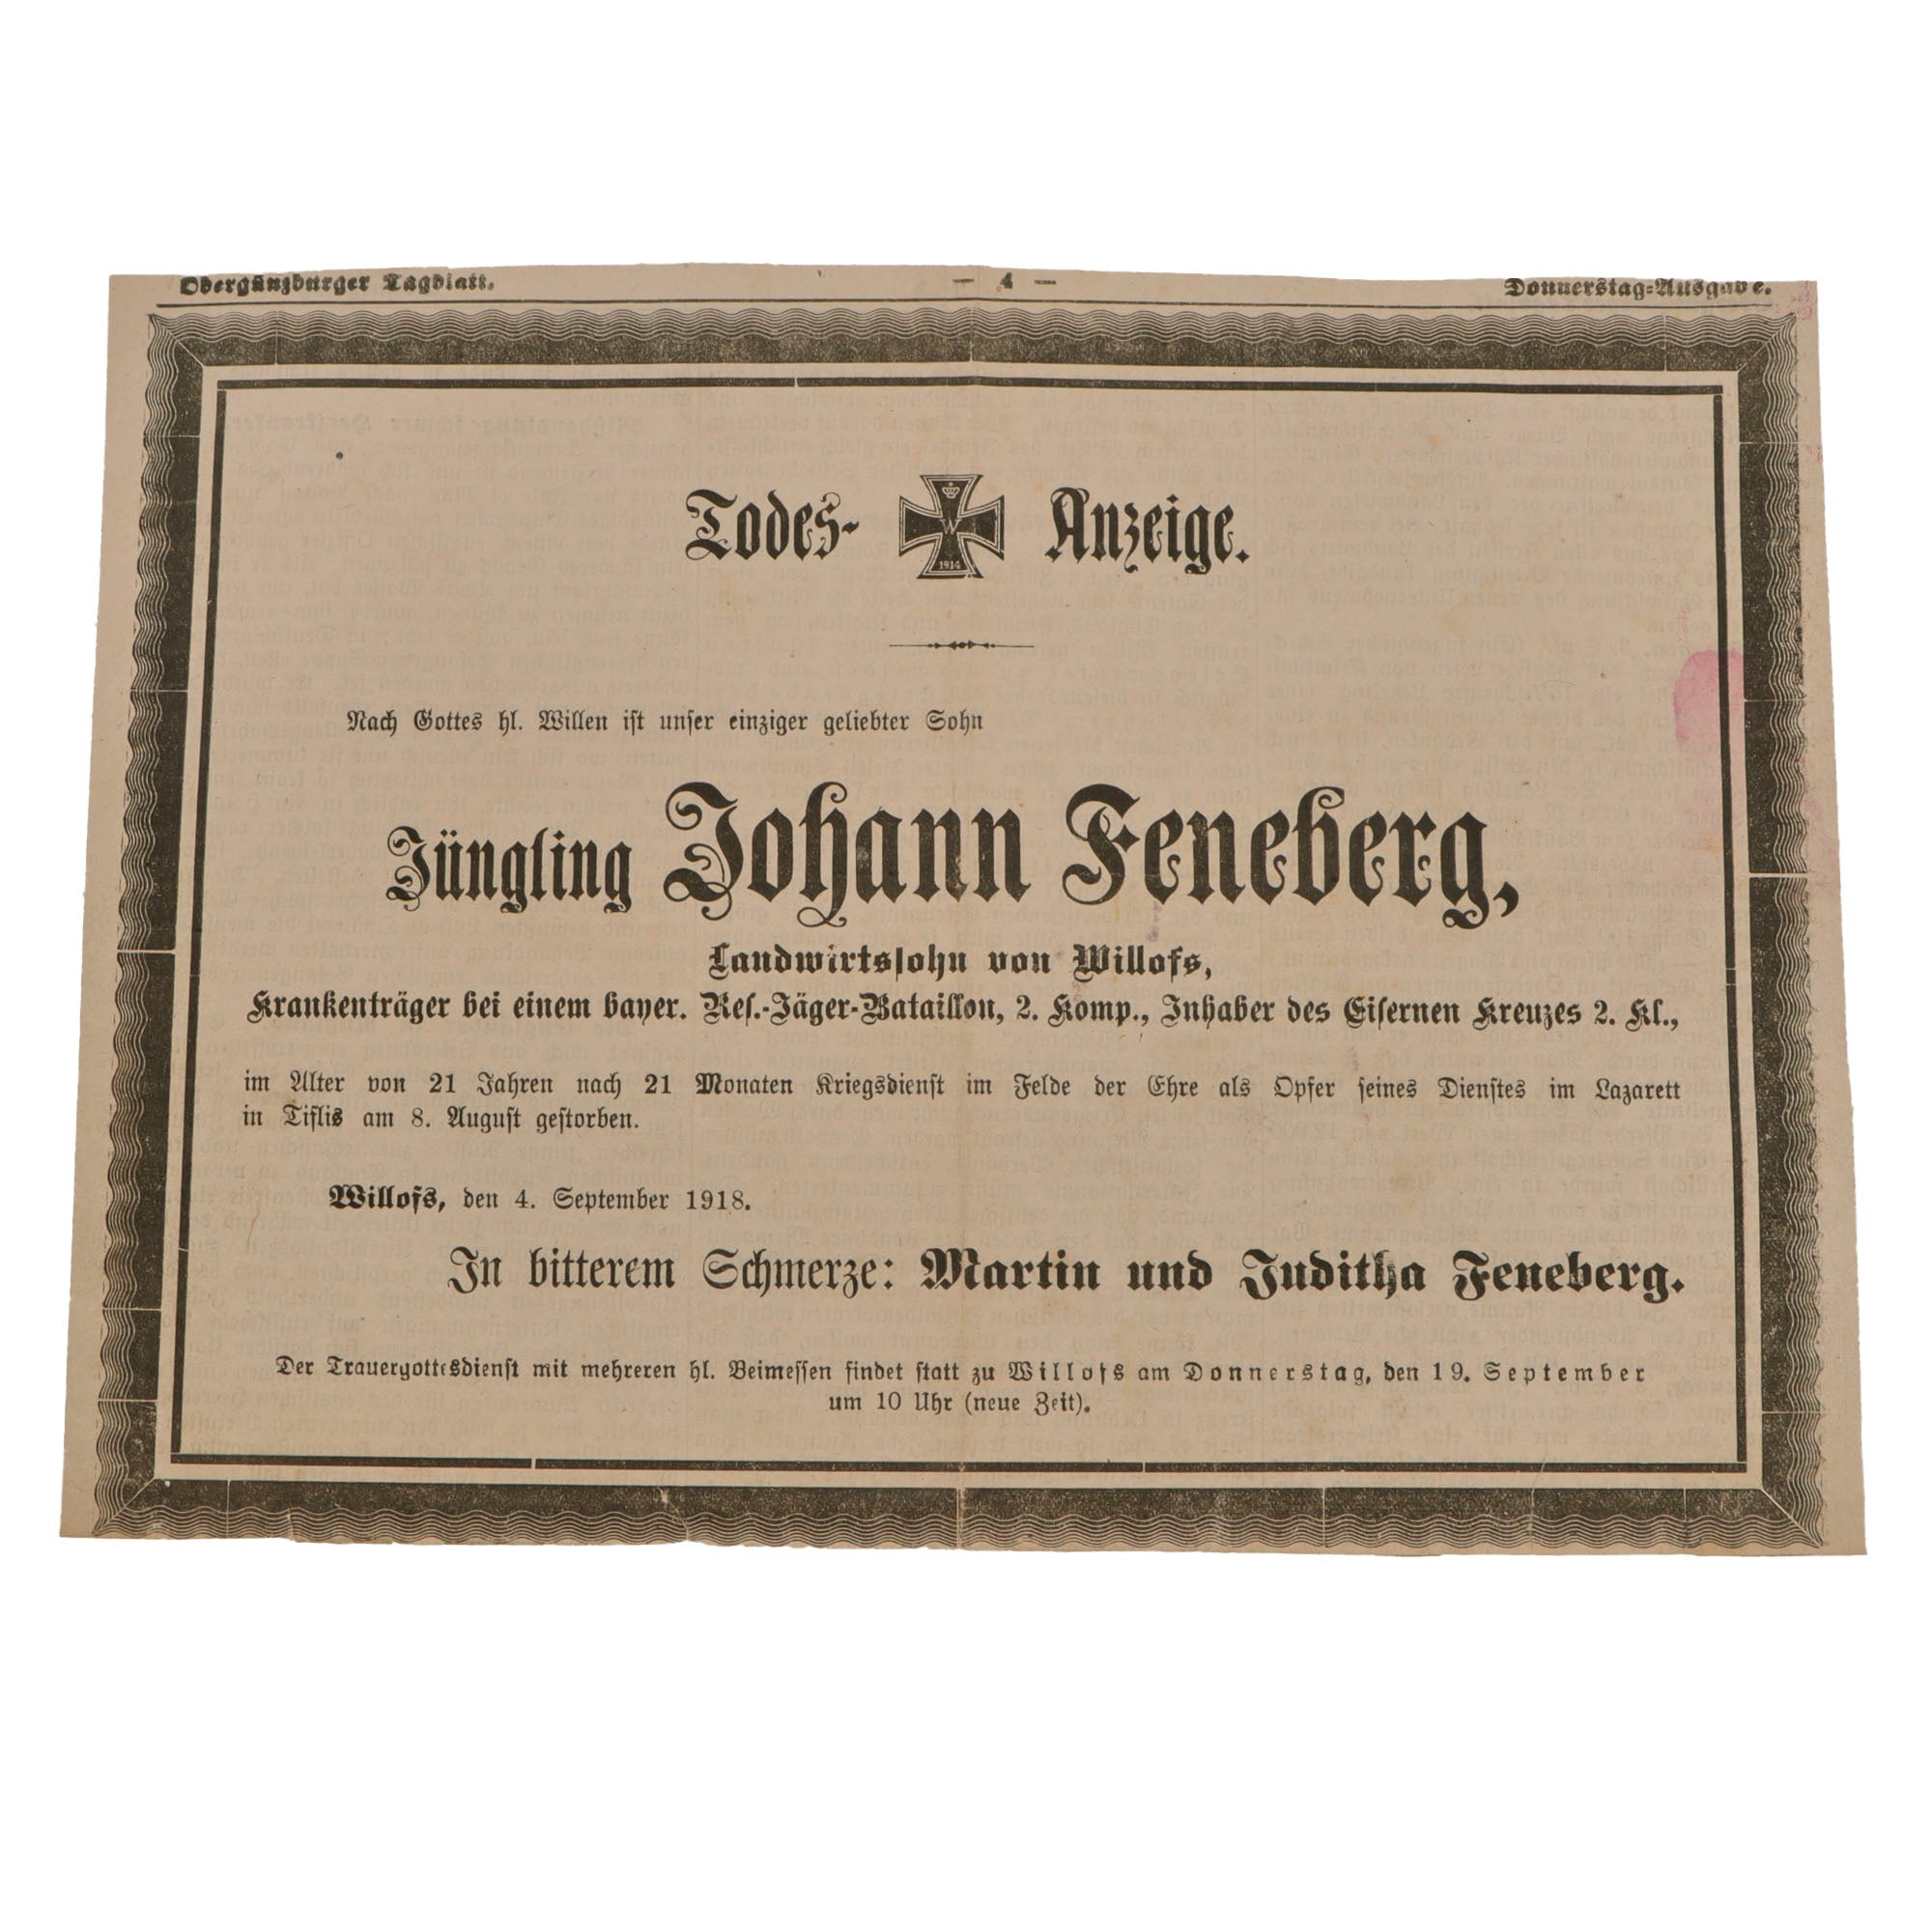 Obergünzburger Tagblatt. — 4 — Donnerstag-Ausgabe.
Todes- Anzeige.
W
1914
Nach Gottes hl. Willen ist unser einziger geliebter Sohn
Jüngling Johann Feneberg,
Landwirtssohn von Willofs,
Krankenträger bei einem bayer. Res.-Jäger-Bataillon, 2. Komp., Inhaber des Eisernen Kreuzes 2. Kl.,
im Alter von 21 Jahren nach 21 Monaten Kriegsdienst im Felde der Ehre als Opfer seines Dienstes im Lazarett
in Tiflis am 8. August gestorben.
Willofs, den 4. September 1918.
In bitterem Schmerze: Martin und Juditha Feneberg.
Der Trauergottesdienst mit mehreren hl. Beimessen findet statt zu Willofs am Donnerstag, den 19. September
um 10 Uhr (neue Zeit).